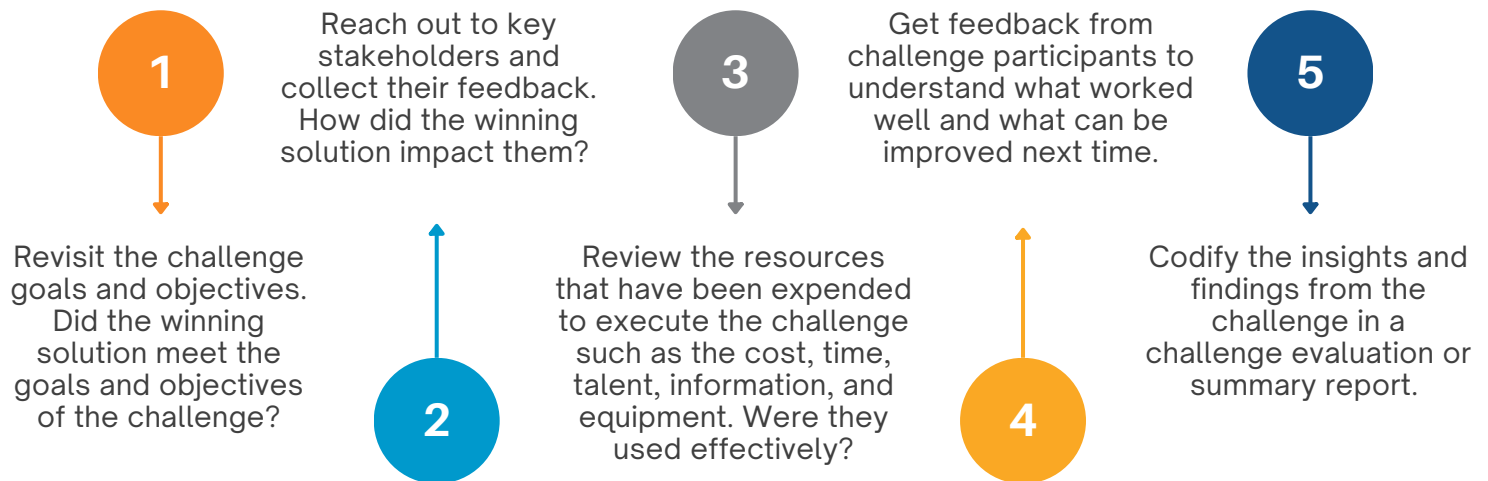 1
Revisit the challenge
goals and objectives.
Did the winning
solution meet the
goals and objectives
of the challenge?
2
Reach out to key
stakeholders and
collect their feedback.
How did the winning
solution impact them?
3
Review the resources
that have been expended
to execute the challenge
such as the cost, time,
talent, information, and
equipment. Were they
used effectively?
4
Get feedback from
challenge participants to
understand what worked
well and what can be
improved next time.
5
Codify the insights and
findings from the
challenge in a
challenge evaluation or
summary report.